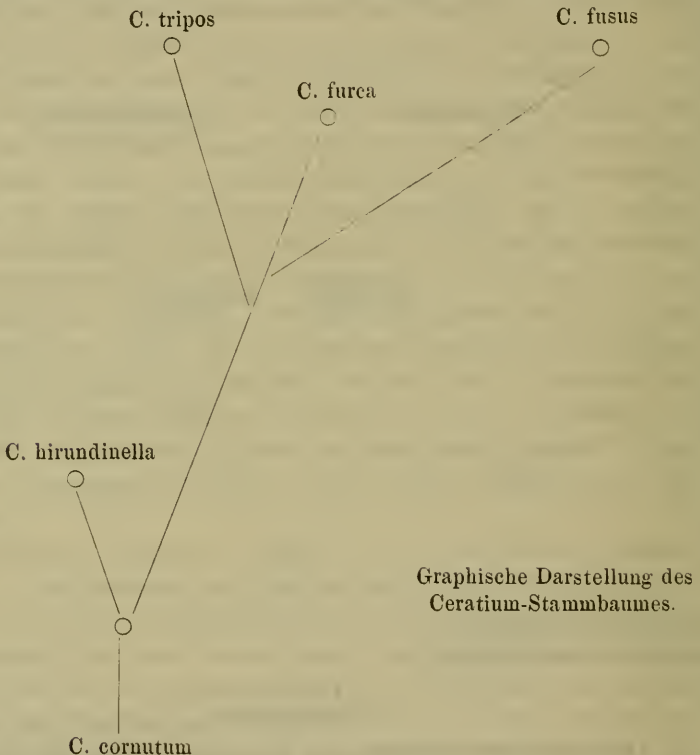 C. tripos
C. fusus
C. furca
C. hirundinella
Graphische Darstellung des
Ceratium-Stammbaumes.
C. cornutum